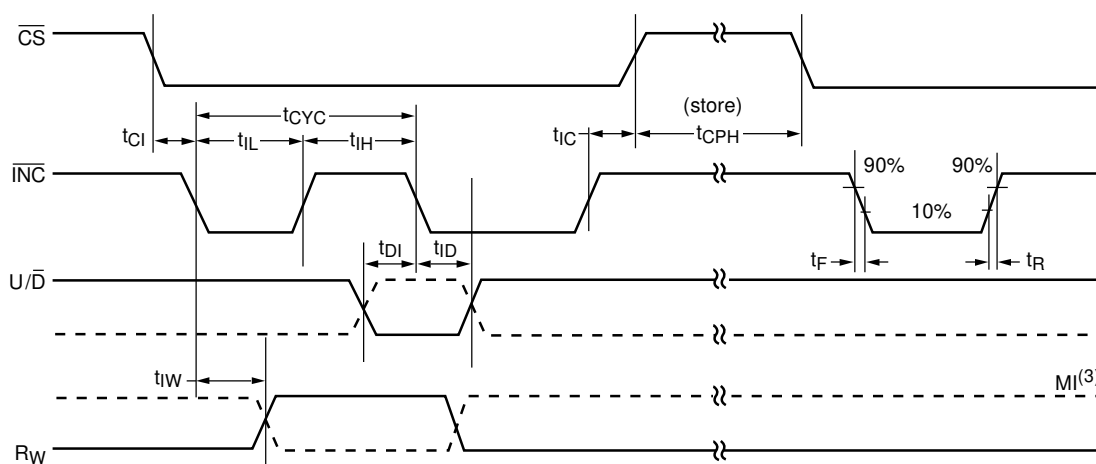 CS
(store)
tCYC
tCI
tIL
tIH
tIC
tCPH
INC
90%
90%
10%
tDI
tID
tF
tR
U/D
tIW
MI(3)
RW